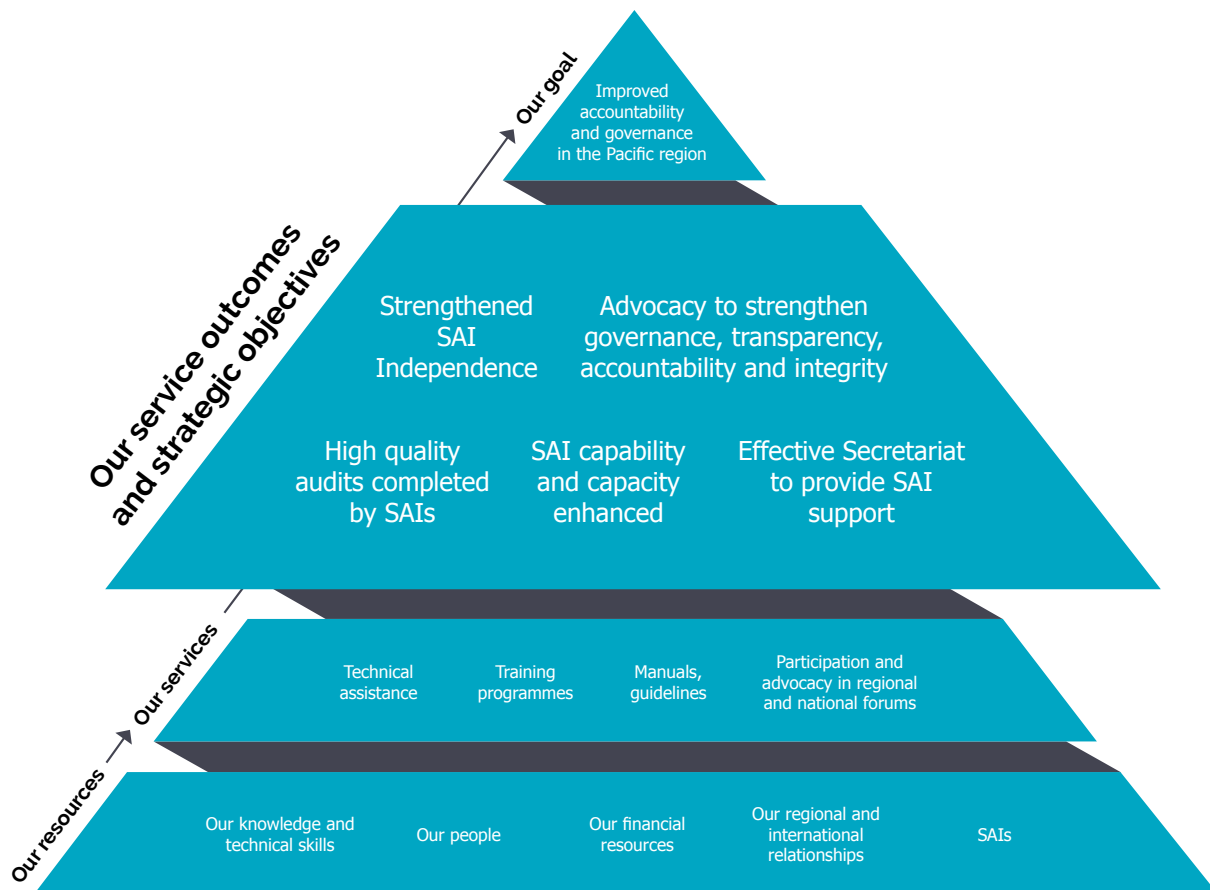 Our goal
Improved
accountability
and governance
in the Pacific region
Our service outcomes
and strategic objectives
Strengthened
SAI
Independence
Advocacy to strengthen
governance, transparency,
accountability and integrity
High quality
audits completed
by SAIs
SAI capability
and capacity
enhanced
Effective Secretariat
to provide SAI
support
Our services
Technical
assistance
Training
programmes
Manuals,
guidelines
Participation and
advocacy in regional
and national forums
Our resources
Our knowledge and
technical skills
Our people
Our financial
resources
Our regional and
international
relationships
SAIs